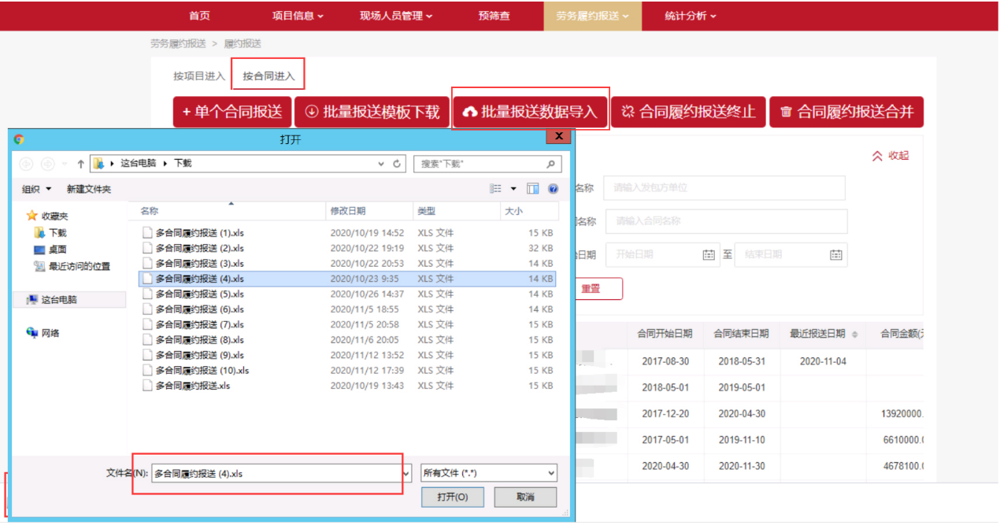 首页 项目信息 现场人员管理 预筛查 劳务履约报送 统计分析
劳务履约报送 > 履约报送
按项目进入 按合同进入
+ 单个合同报送 批量报送模板下载 批量报送数据导入 合同履约报送终止 合同履约报送合并
打开 X
这台电脑 下载 搜索"下载"
收起
组织 新建文件夹
名称 请输入发包方单位
名称 修改日期 类型 大小
收藏夹
下载
桌面
最近访问的位置
这台电脑
网络
多合同履约报送 (1).xls 2020/10/19 14:52 XLS 文件 15 KB
多合同履约报送 (2).xls 2020/10/22 19:19 XLS 文件 32 KB
多合同履约报送 (3).xls 2020/10/22 20:53 XLS 文件 14 KB
多合同履约报送 (4).xls 2020/10/23 9:35 XLS 文件 14 KB
多合同履约报送 (5).xls 2020/10/26 14:37 XLS 文件 14 KB
多合同履约报送 (6).xls 2020/11/5 18:55 XLS 文件 14 KB
多合同履约报送 (7).xls 2020/11/5 20:58 XLS 文件 15 KB
多合同履约报送 (8).xls 2020/11/6 20:05 XLS 文件 15 KB
多合同履约报送 (9).xls 2020/11/12 13:52 XLS 文件 15 KB
多合同履约报送 (10).xls 2020/11/12 17:39 XLS 文件 15 KB
多合同履约报送.xls 2020/10/19 13:43 XLS 文件 15 KB
名称 请输入合同名称
日期 开始日期 至 结束日期
重置
合同开始日期 合同结束日期 最近报送日期 合同金额(
2017-08-30 2018-05-31 2020-11-04
2018-05-01 2019-05-01
2017-12-20 2020-04-30 13920000.
2017-05-01 2019-11-10 6610000.
2020-04-30 2020-11-30 4678100.
文件名(N): 多合同履约报送 (4).xls 所有文件 (*.*)
打开(O) 取消